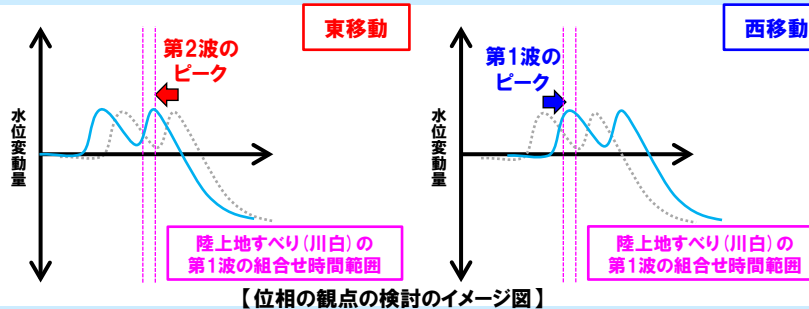 東移動
第2波の
ピーク
水位変動量
陸上地すべり(川白)の
第1波の組合せ時間範囲
西移動
第1波の
ピーク
水位変動量
陸上地すべり(川白)の
第1波の組合せ時間範囲
【位相の観点の検討のイメージ図】